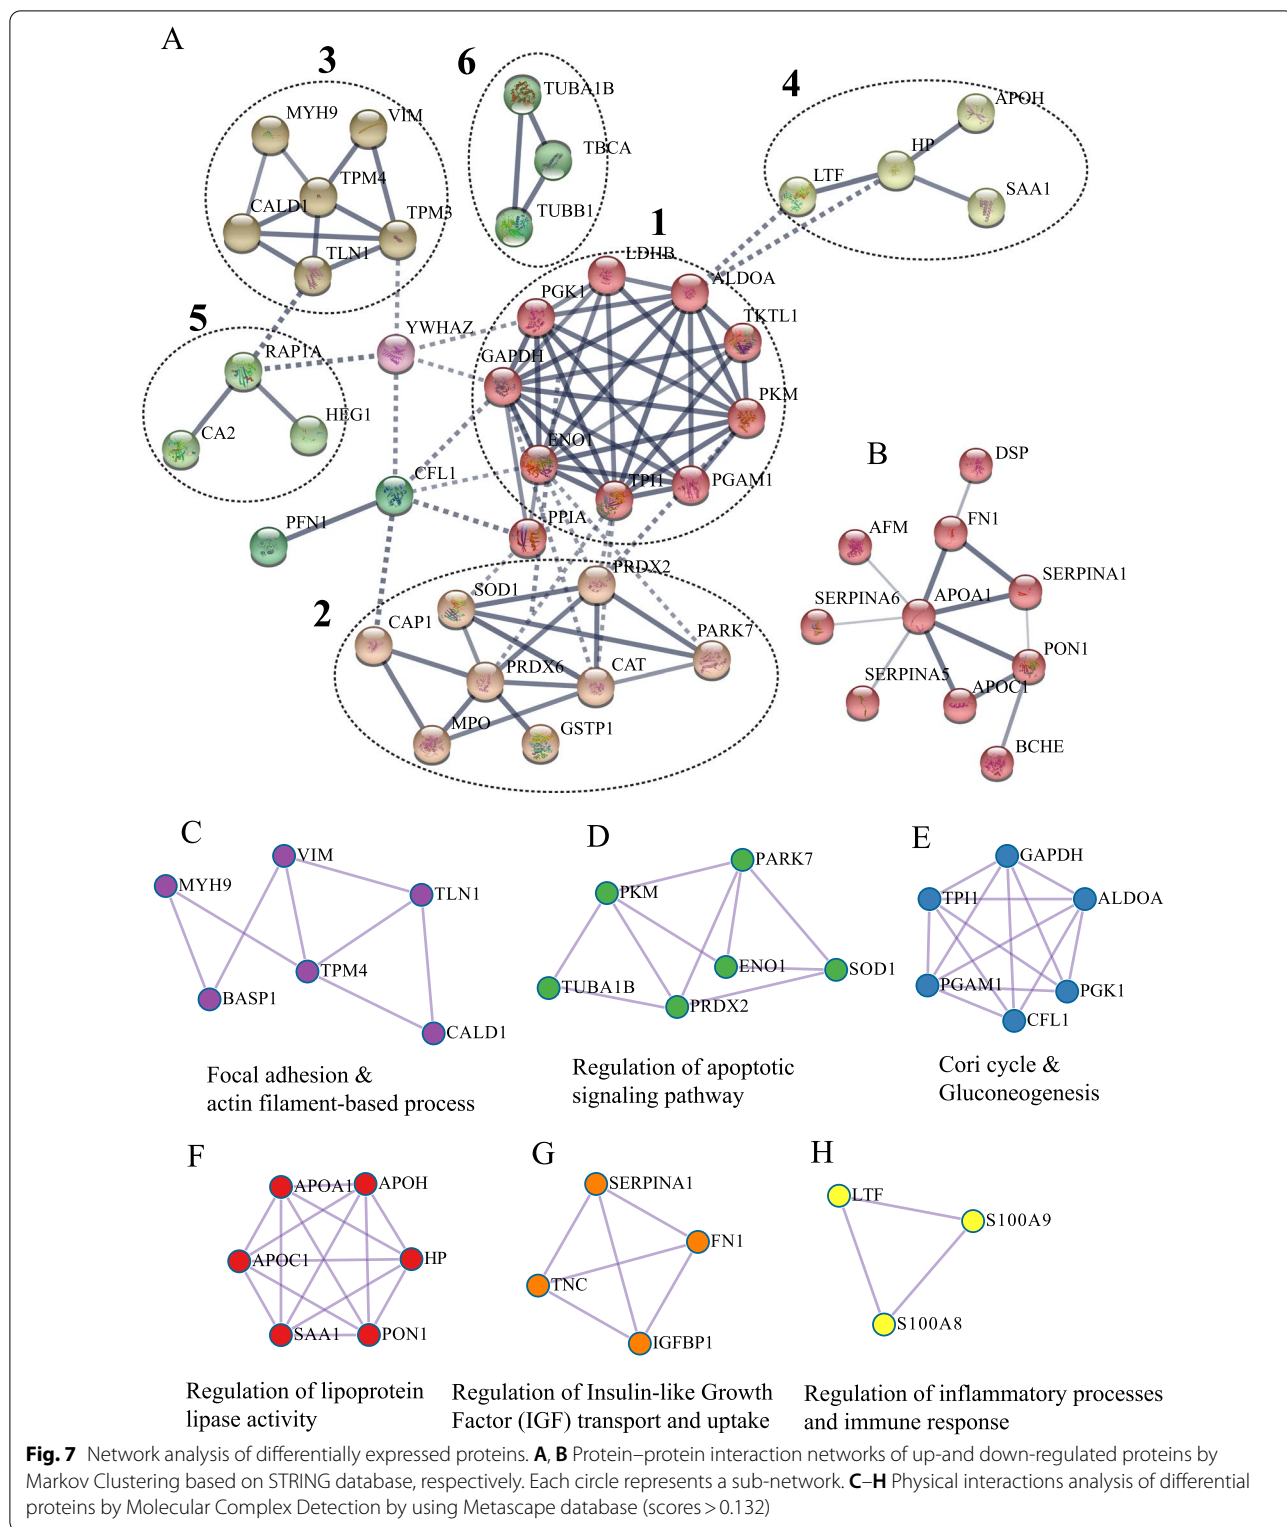 A
3
MYH9
VIM
TPM4
CALD1
TPM3
TLN1
6
TUBA1B
TBCA
TUBB1
4
APOH
HP
LTF
SAA1
1
LDHB
ALDOA
PGK1
TKTL1
GAPDH
PKM
ENO1
TPI1
PGAM1
PPIA
5
RAP1A
HEG1
CA2
YWHAZ
CFL1
PFN1
2
PRDX2
SOD1
CAP1
PARK7
PRDX6
CAT
MPO
GSTP1
B
DSP
FN1
AFM
SERPINA1
SERPINA6
APOA1
PON1
SERPINA5
APOC1
BCHE
C
VIM
MYH9
TLN1
TPM4
BASP1
CALD1
Focal adhesion &
actin filament-based process
D
PARK7
PKM
ENO1
SOD1
TUBA1B
PRDX2
Regulation of apoptotic
signaling pathway
E
GAPDH
TPI1
ALDOA
PGAM1
PGK1
CFL1
Cori cycle &
Gluconeogenesis
F
APOA1
APOH
APOC1
HP
SAA1
PON1
Regulation of lipoprotein
lipase activity
G
SERPINA1
FN1
TNC
IGFBP1
Regulation of Insulin-like Growth
Factor (IGF) transport and uptake
H
LTF
S100A9
S100A8
Regulation of inflammatory processes
and immune response
Fig. 7 Network analysis of differentially expressed proteins. A, B Protein–protein interaction networks of up-and down-regulated proteins by
Markov Clustering based on STRING database, respectively. Each circle represents a sub-network. C–H Physical interactions analysis of differential
proteins by Molecular Complex Detection by using Metascape database (scores > 0.132)